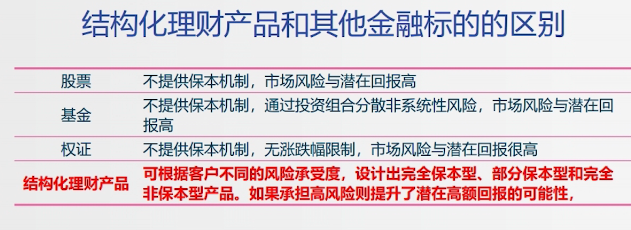 结构化理财产品和其他金融标的的区别
股票 不提供保本机制，市场风险与潜在回报高
基金 不提供保本机制，通过投资组合分散非系统性风险，市场风险与潜在回
报高
权证 不提供保本机制，无涨跌幅限制，市场风险与潜在回报很高
结构化理财产品 可根据客户不同的风险承受度，设计出完全保本型、部分保本型和完全
非保本型产品。如果承担高风险则提升了潜在高额回报的可能性，